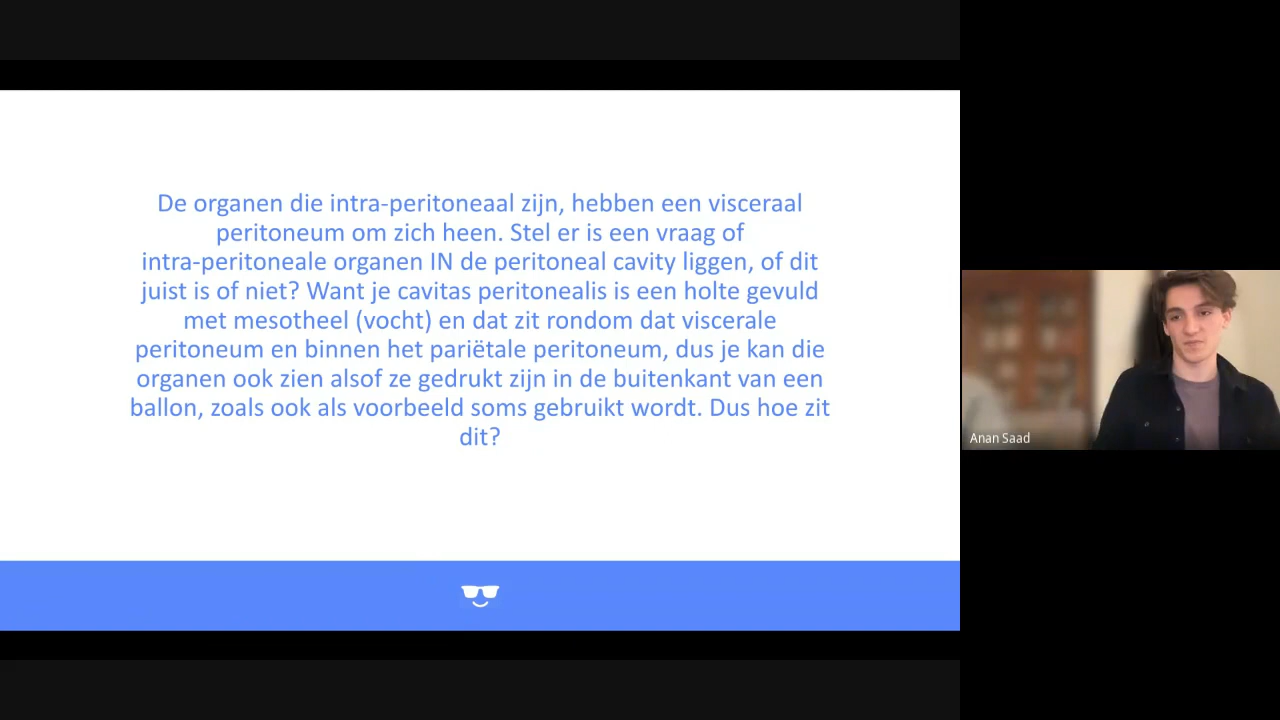 De organen die intra-peritoneaal zijn, hebben een visceraal
peritoneum om zich heen. Stel er is een vraag of
intra-peritoneale organen IN de peritoneal cavity liggen, of dit
juist is of niet? Want je cavitas peritonealis is een holte gevuld
met mesotheel (vocht) en dat zit rondom dat viscerale
peritoneum en binnen het pariëtale peritoneum, dus je kan die
organen ook zien alsof ze gedrukt zijn in de buitenkant van een
ballon, zoals ook als voorbeeld soms gebruikt wordt. Dus hoe zit
dit?
Anan Saad